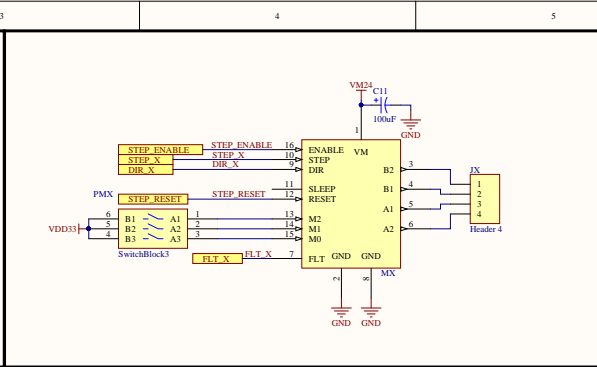 3 4 5
VM24
C11
100uF
GND
1
STEP_ENABLE STEP_ENABLE 16 ENABLE VM
STEP_X STEP_X 10 STEP
DIR_X DIR_X 9 DIR B2 3
11 SLEEP B1 4
PMX STEP_RESET STEP_RESET 12 RESET
A1 5
6 B1 A1 1 13 M2
VDD33 5 B2 A2 2 14 M1 A2 6
4 B3 A3 3 15 M0
SwitchBlock3
FLT_X FLT_X 7 FLT GND GND
MX
2 8
GND GND
JX
1
2
3
4
Header 4